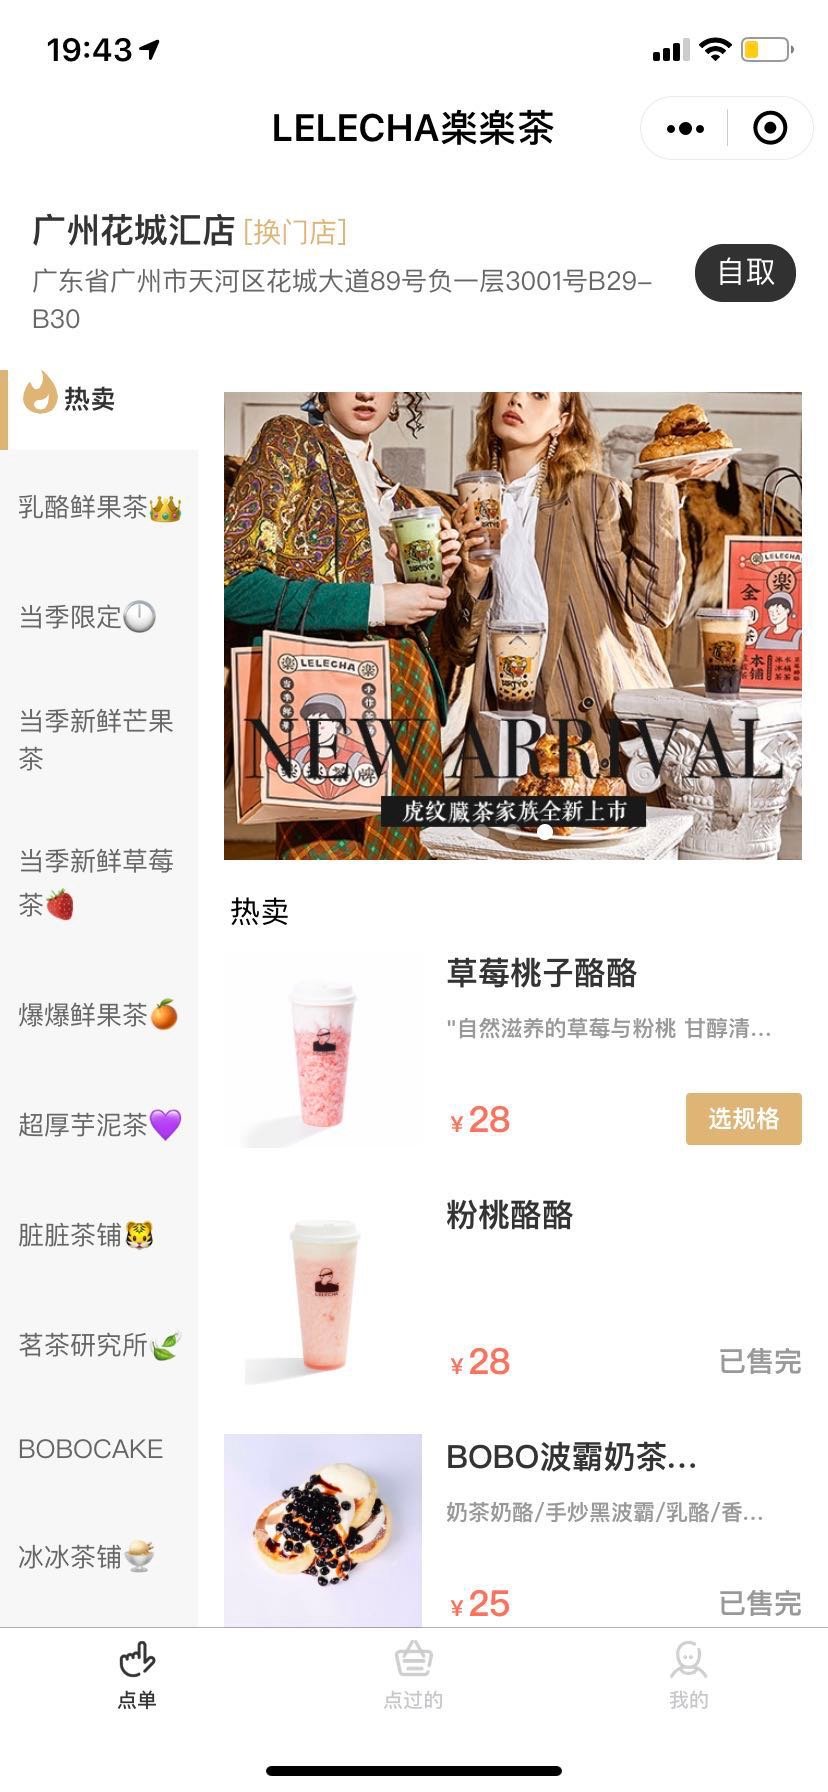 19:43
LELECHA楽楽茶
广州花城汇店 [换门店]
广东省广州市天河区花城大道89号负一层3001号B29-
B30
自取
热卖
乳酪鲜果茶
当季限定
当季新鲜芒果
茶
当季新鲜草莓
茶
爆爆鲜果茶
超厚芋泥茶
脏脏茶铺
茗茶研究所
BOBOCAKE
冰冰茶铺
楽 LELECHA 楽
LELECHA
楽
本铺
NEW ARRIVAL
虎纹臟茶家族全新上市
热卖
草莓桃子酪酪
"自然滋养的草莓与粉桃 甘醇清...
¥28
选规格
粉桃酪酪
¥28
已售完
BOBO波霸奶茶...
奶茶奶酪/手炒黑波霸/乳酪/香...
¥25
已售完
点单
点过的
我的